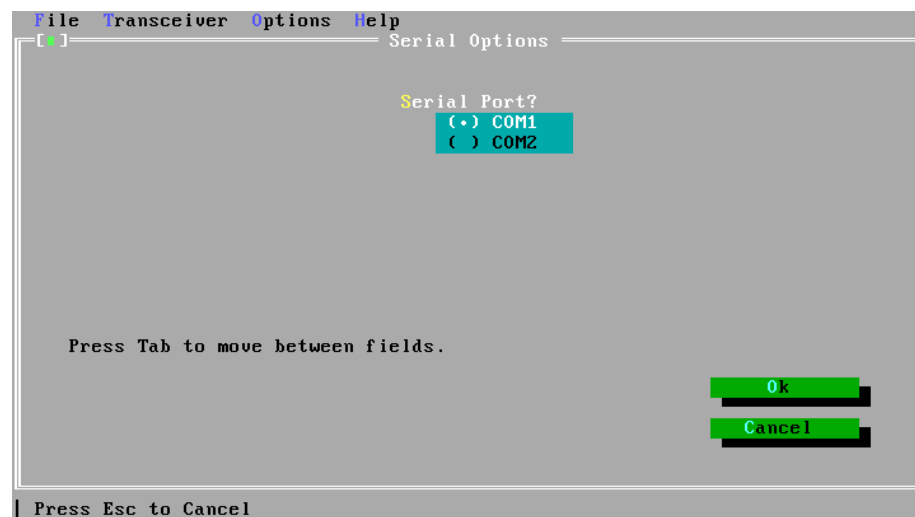 File Transceiver Options Help
[■] Serial Options
Serial Port?
(•) COM1
( ) COM2
Press Tab to move between fields.
Ok
Cancel
Press Esc to Cancel